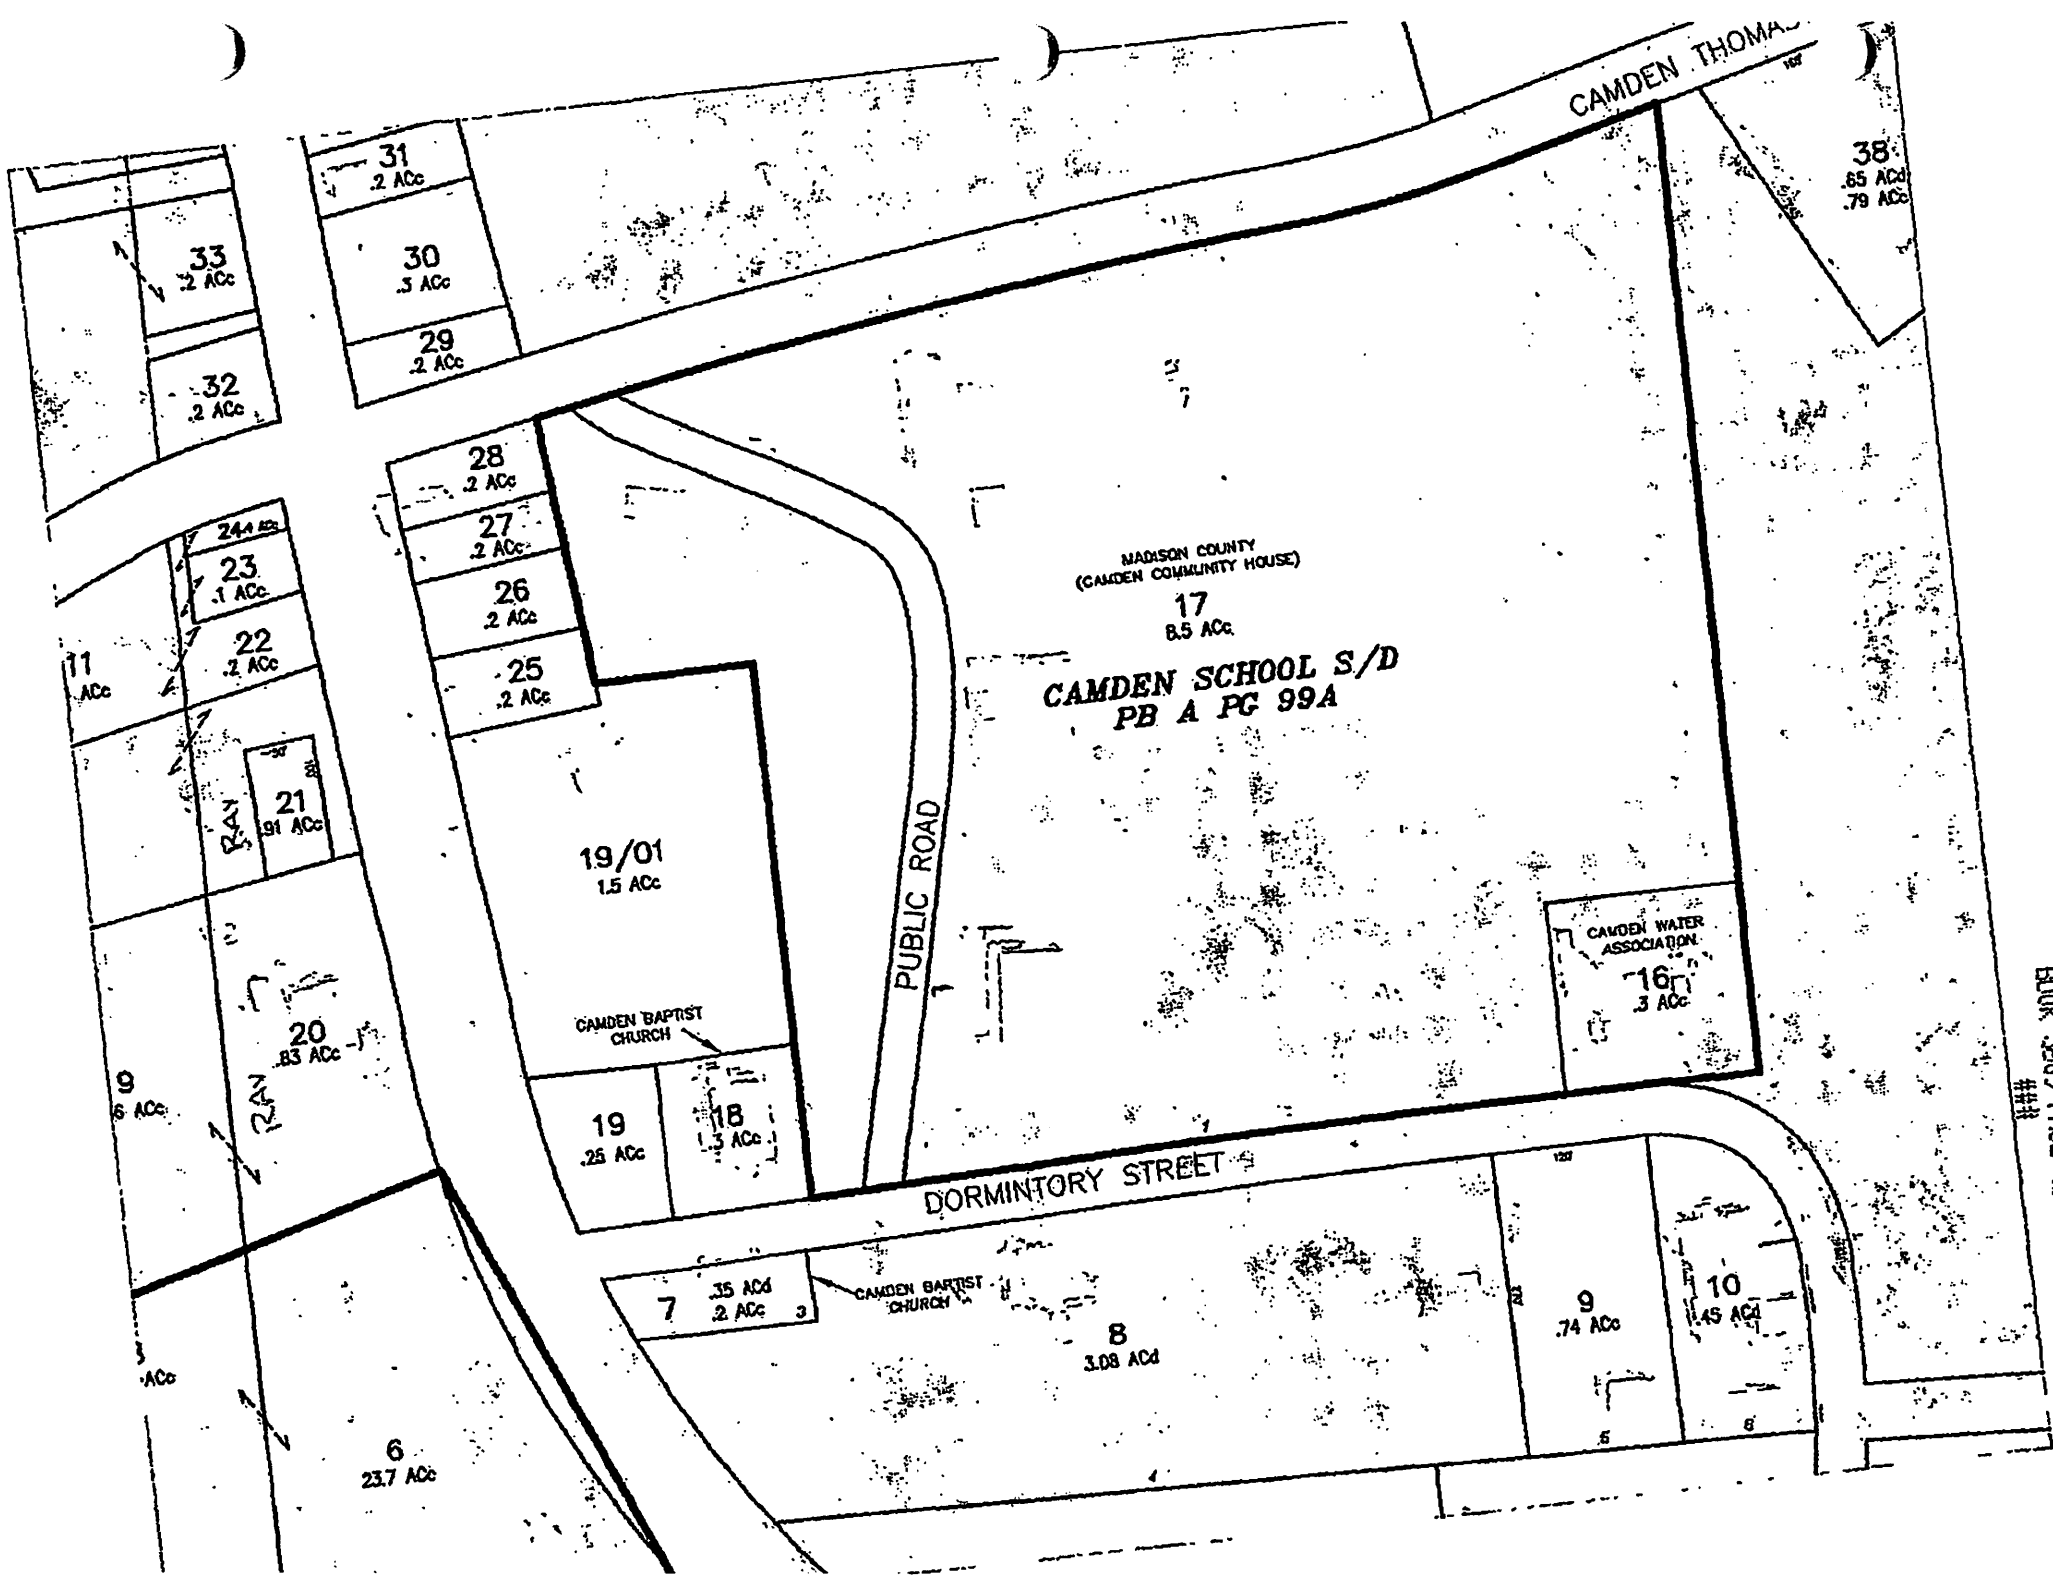 CAMDEN THOMAS
31
.2 ACc
38
.65 ACd
.79 ACc
33
.2 ACc
30
.3 ACc
29
.2 ACc
32
.2 ACc
28
.2 ACc
24
27
.2 ACc
23
.1 ACc
26
.2 ACc
MADISON COUNTY
(CAMDEN COMMUNITY HOUSE)
17
8.5 ACc
22
.2 ACc
11
ACc
25
.2 ACc
CAMDEN SCHOOL S/D
PB A PG 99A
21
.91 ACc
RAY
19/01
1.5 ACc
PUBLIC ROAD
CAMDEN WATER
ASSOCIATION
16
.3 ACc
20
.83 ACc
CAMDEN BAPTIST
CHURCH
9
6 ACc
RAY
19
.25 ACc
18
.3 ACc
1
DORMINTORY STREET
120'
7
.35 ACd
.2 ACc
3
CAMDEN BAPTIST
CHURCH
8
3.08 ACd
9
.74 ACc
10
.45 ACd
ACc
6
23.7 ACc
4
5
6
###